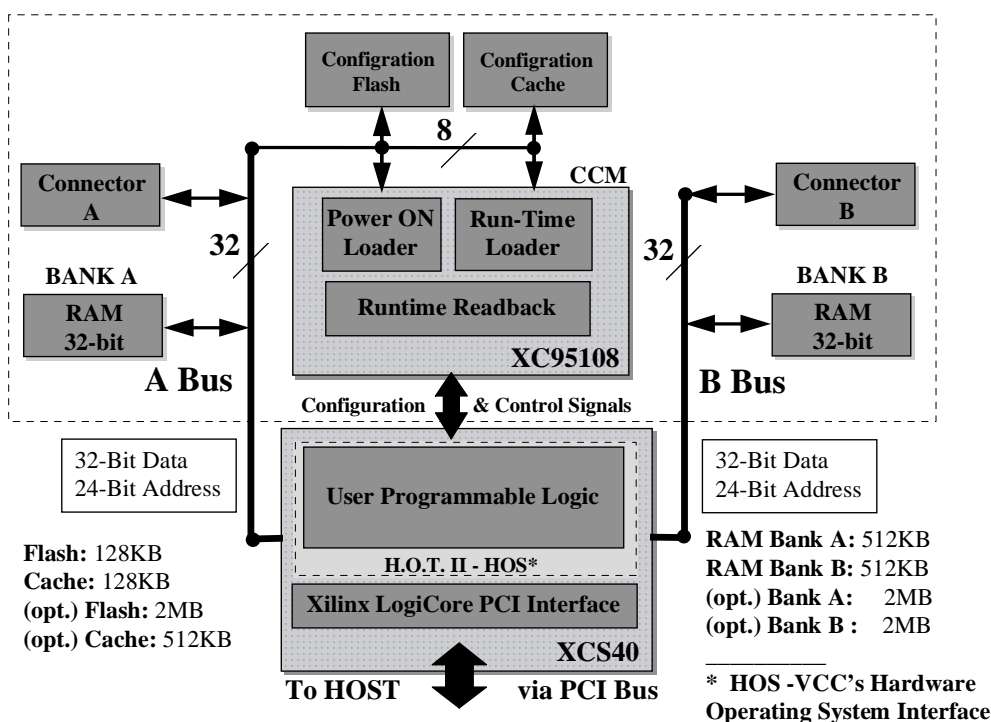 Configration
Flash
Configration
Cache
8
CCM
Connector
A
Connector
B
Power ON
Loader
Run-Time
Loader
32
32
BANK A
BANK B
RAM
32-bit
RAM
32-bit
Runtime Readback
XC95108
A Bus
B Bus
Configuration & Control Signals
32-Bit Data
24-Bit Address
32-Bit Data
24-Bit Address
User Programmable Logic
H.O.T. II - HOS*
Xilinx LogiCore PCI Interface
XCS40
Flash: 128KB
Cache: 128KB
(opt.) Flash: 2MB
(opt.) Cache: 512KB
RAM Bank A: 512KB
RAM Bank B: 512KB
(opt.) Bank A: 2MB
(opt.) Bank B : 2MB
To HOST via PCI Bus
* HOS -VCC's Hardware
Operating System Interface